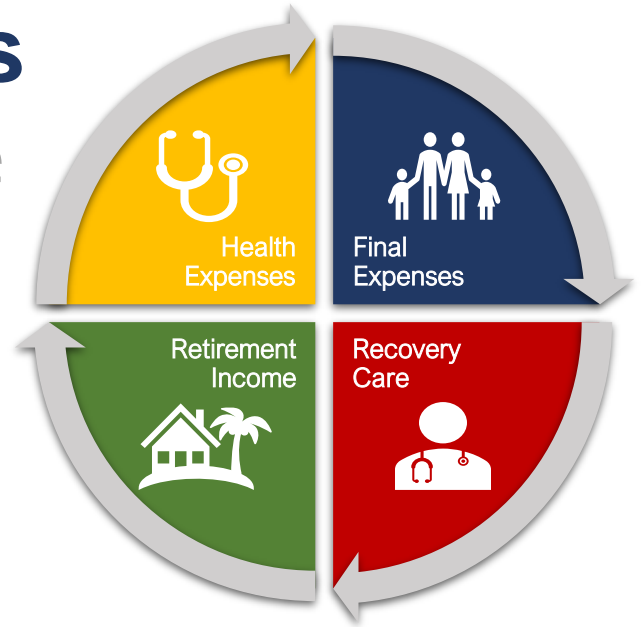 s
e
Health
Expenses
Final
Expenses
Retirement
Income
Recovery
Care